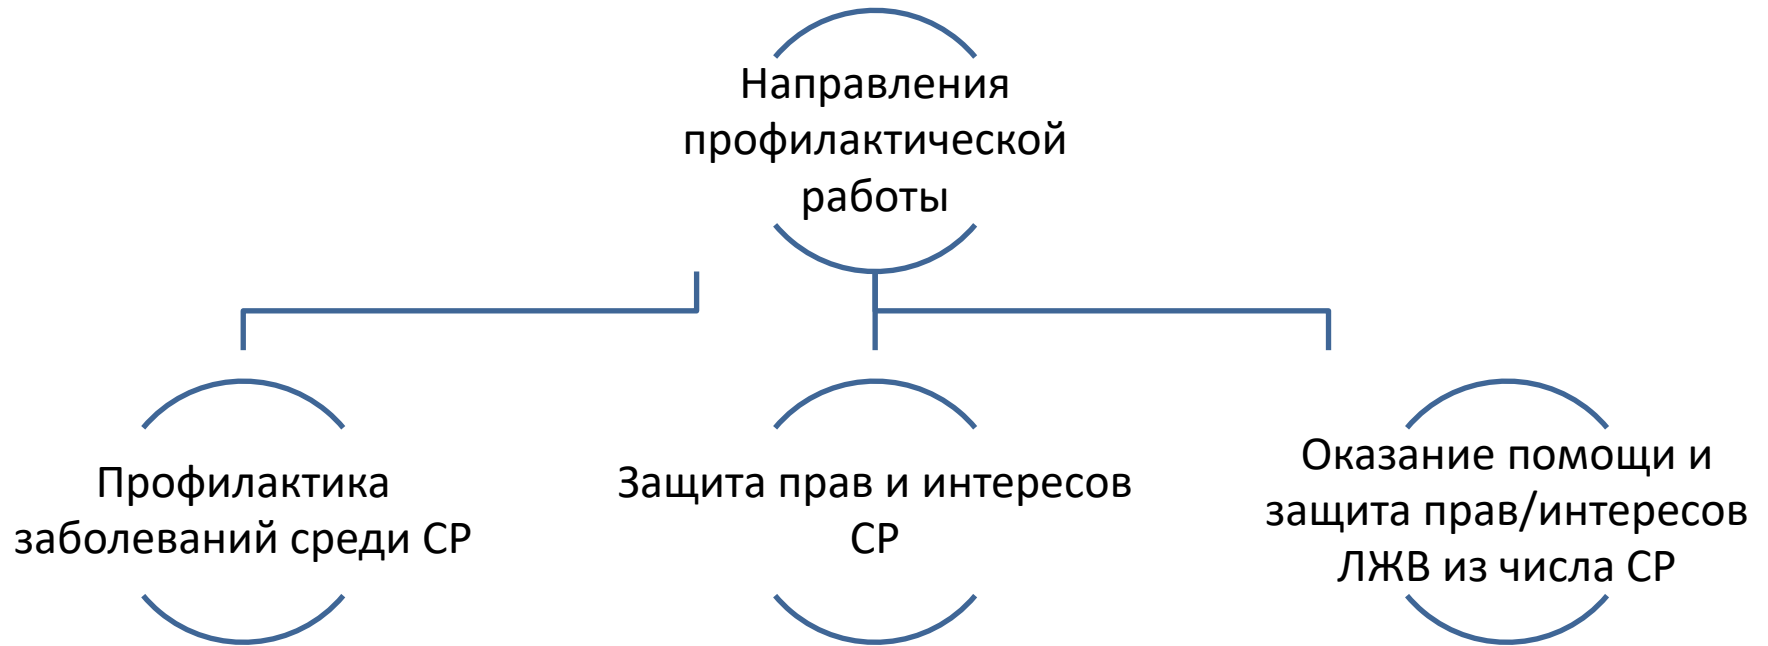 Направления
профилактической
работы
Профилактика
заболеваний среди СР
Защита прав и интересов
СР
Оказание помощи и
защита прав/интересов
ЛЖВ из числа СР